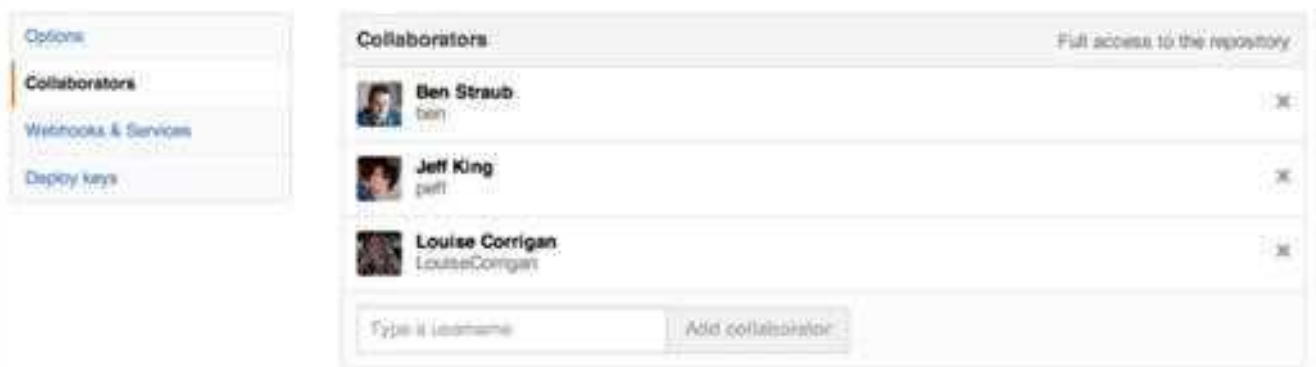 Options
Collaborators
Webhooks & Services
Deploy keys
Collaborators
Full access to the repository
Ben Straub
ben
Jeff King
peff
Louise Corrigan
LouiseCorrigan
Type a username
Add collaborator